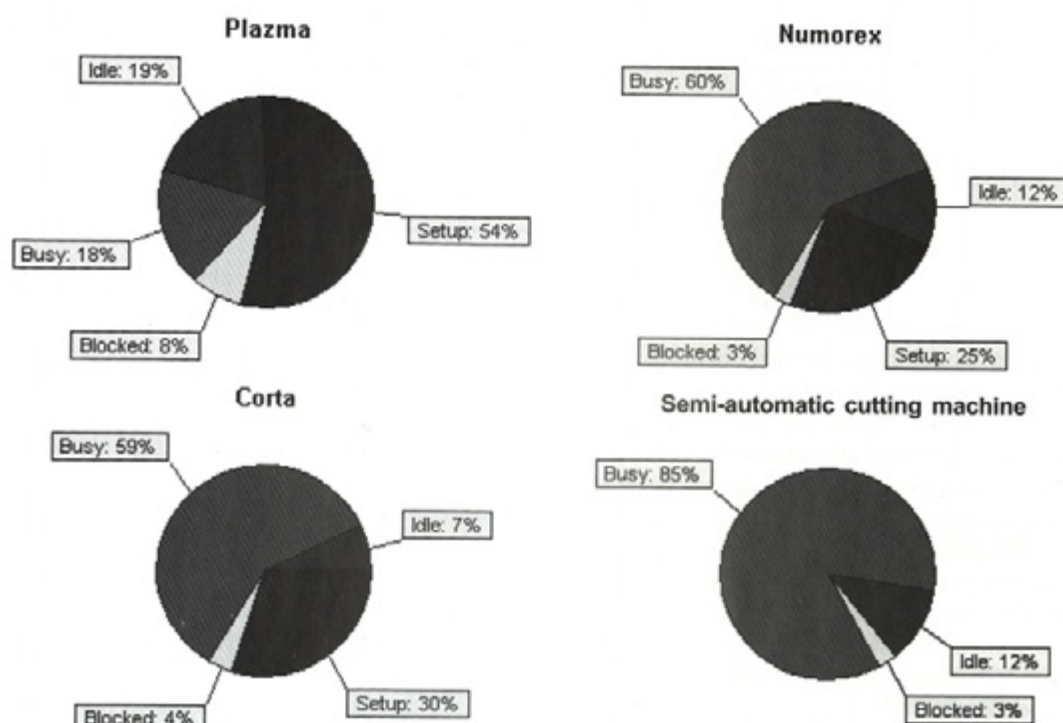 Plazma
Idle: 19%
Setup: 54%
Busy: 18%
Blocked: 8%
Numorex
Busy: 60%
Idle: 12%
Blocked: 3%
Setup: 25%
Corta
Busy: 59%
Idle: 7%
Setup: 30%
Blocked: 4%
Semi-automatic cutting machine
Busy: 85%
Idle: 12%
Blocked: 3%